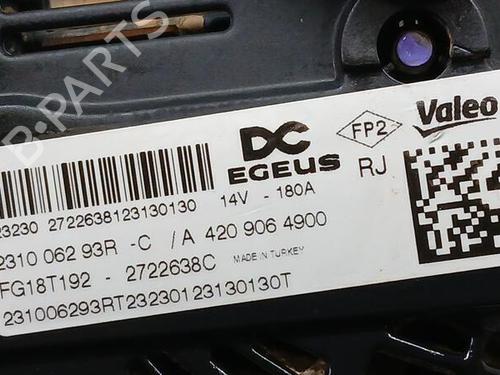 B-PARTS
DC
EGEUS
14V - 180A
FP2
RJ
Valeo
23230 2722638123130130
2310 062 93R -C / A 420 906 4900
FG18T192 - 2722638C MADE IN TURKEY
231006293RT23230123130130T